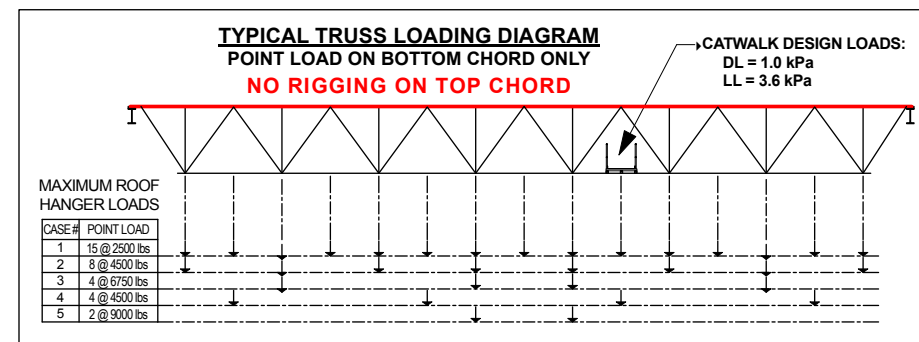 TYPICAL TRUSS LOADING DIAGRAM
POINT LOAD ON BOTTOM CHORD ONLY
NO RIGGING ON TOP CHORD
CATWALK DESIGN LOADS:
DL = 1.0 kPa
LL = 3.6 kPa
MAXIMUM ROOF
HANGER LOADS
CASE# POINT LOAD
1 15 @ 2500 lbs
2 8 @ 4500 lbs
3 4 @ 6750 lbs
4 4 @ 4500 lbs
5 2 @ 9000 lbs